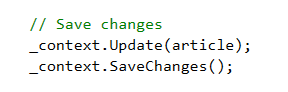 // Save changes
_context.Update(article);
_context.SaveChanges();